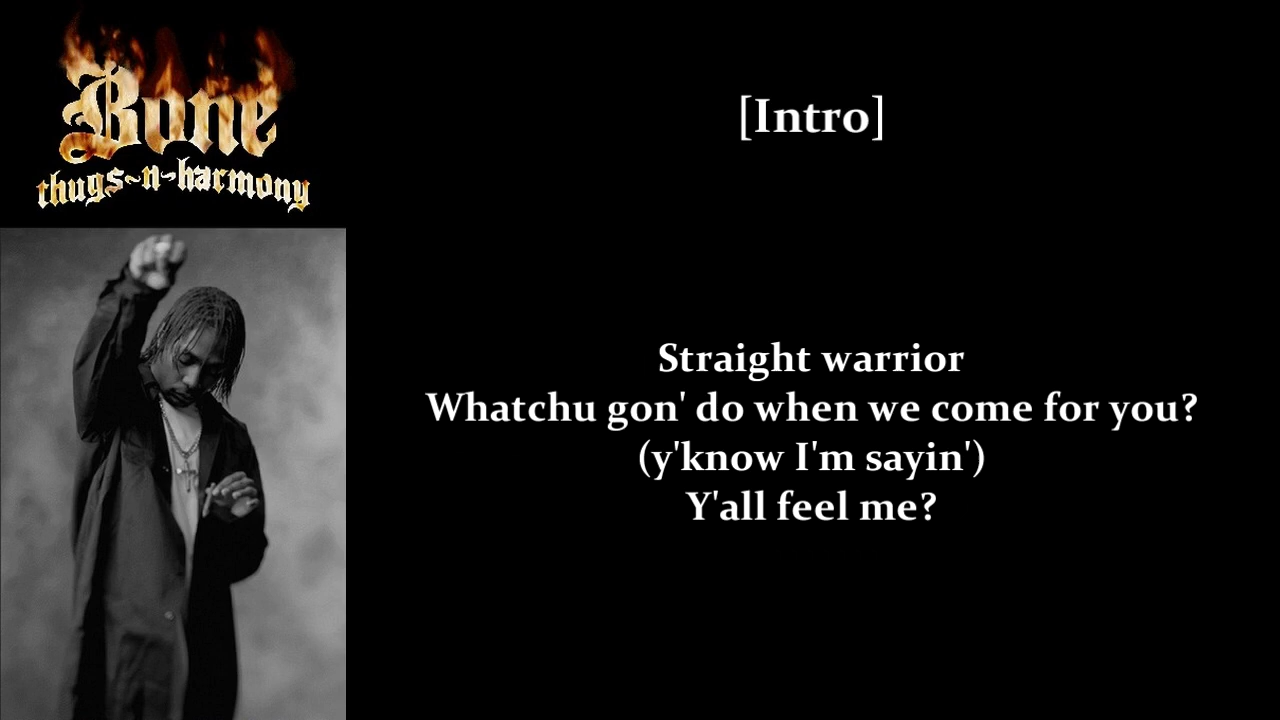 Bone
thugs~n~harmony
[Intro]
Straight warrior
Whatchu gon' do when we come for you?
(y'know I'm sayin')
Y'all feel me?